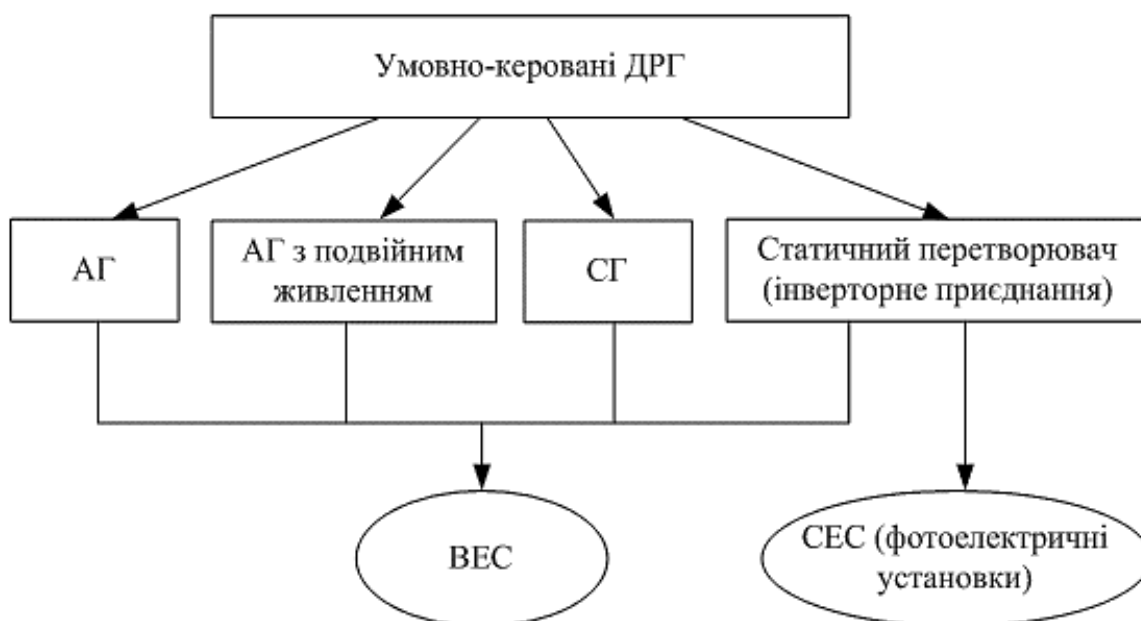 Умовно-керовані ДРГ
АГ
АГ з подвійним
живленням
СГ
Статичний перетворювач
(інверторне приєднання)
ВЕС
СЕС (фотоелектричні
установки)